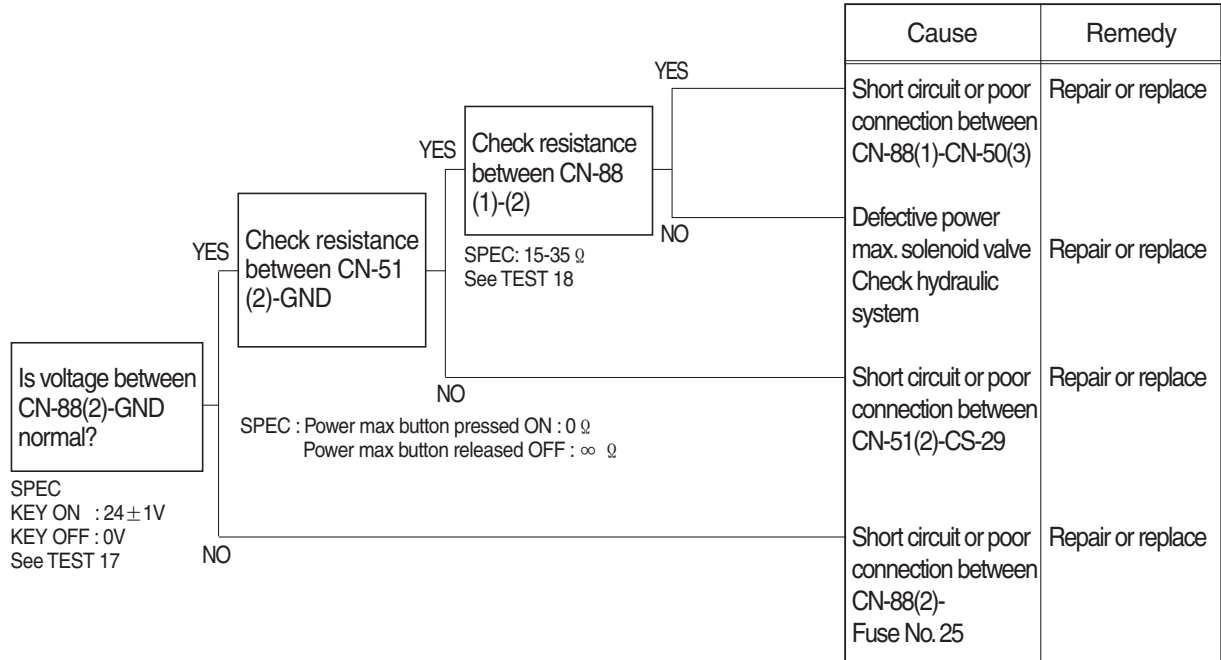 Cause
Remedy
YES
Short circuit or poor
connection between
CN-88(1)-CN-50(3)
Repair or replace
YES
Check resistance
between CN-88
(1)-(2)
NO
SPEC: 15-35 Ω
See TEST 18
Defective power
max. solenoid valve
Check hydraulic
system
Repair or replace
YES
Check resistance
between CN-51
(2)-GND
NO
SPEC : Power max button pressed ON : 0 Ω
Power max button released OFF : ∞ Ω
Short circuit or poor
connection between
CN-51(2)-CS-29
Repair or replace
Is voltage between
CN-88(2)-GND
normal?
SPEC
KEY ON : 24±1V
KEY OFF : 0V
See TEST 17
NO
Short circuit or poor
connection between
CN-88(2)-
Fuse No. 25
Repair or replace